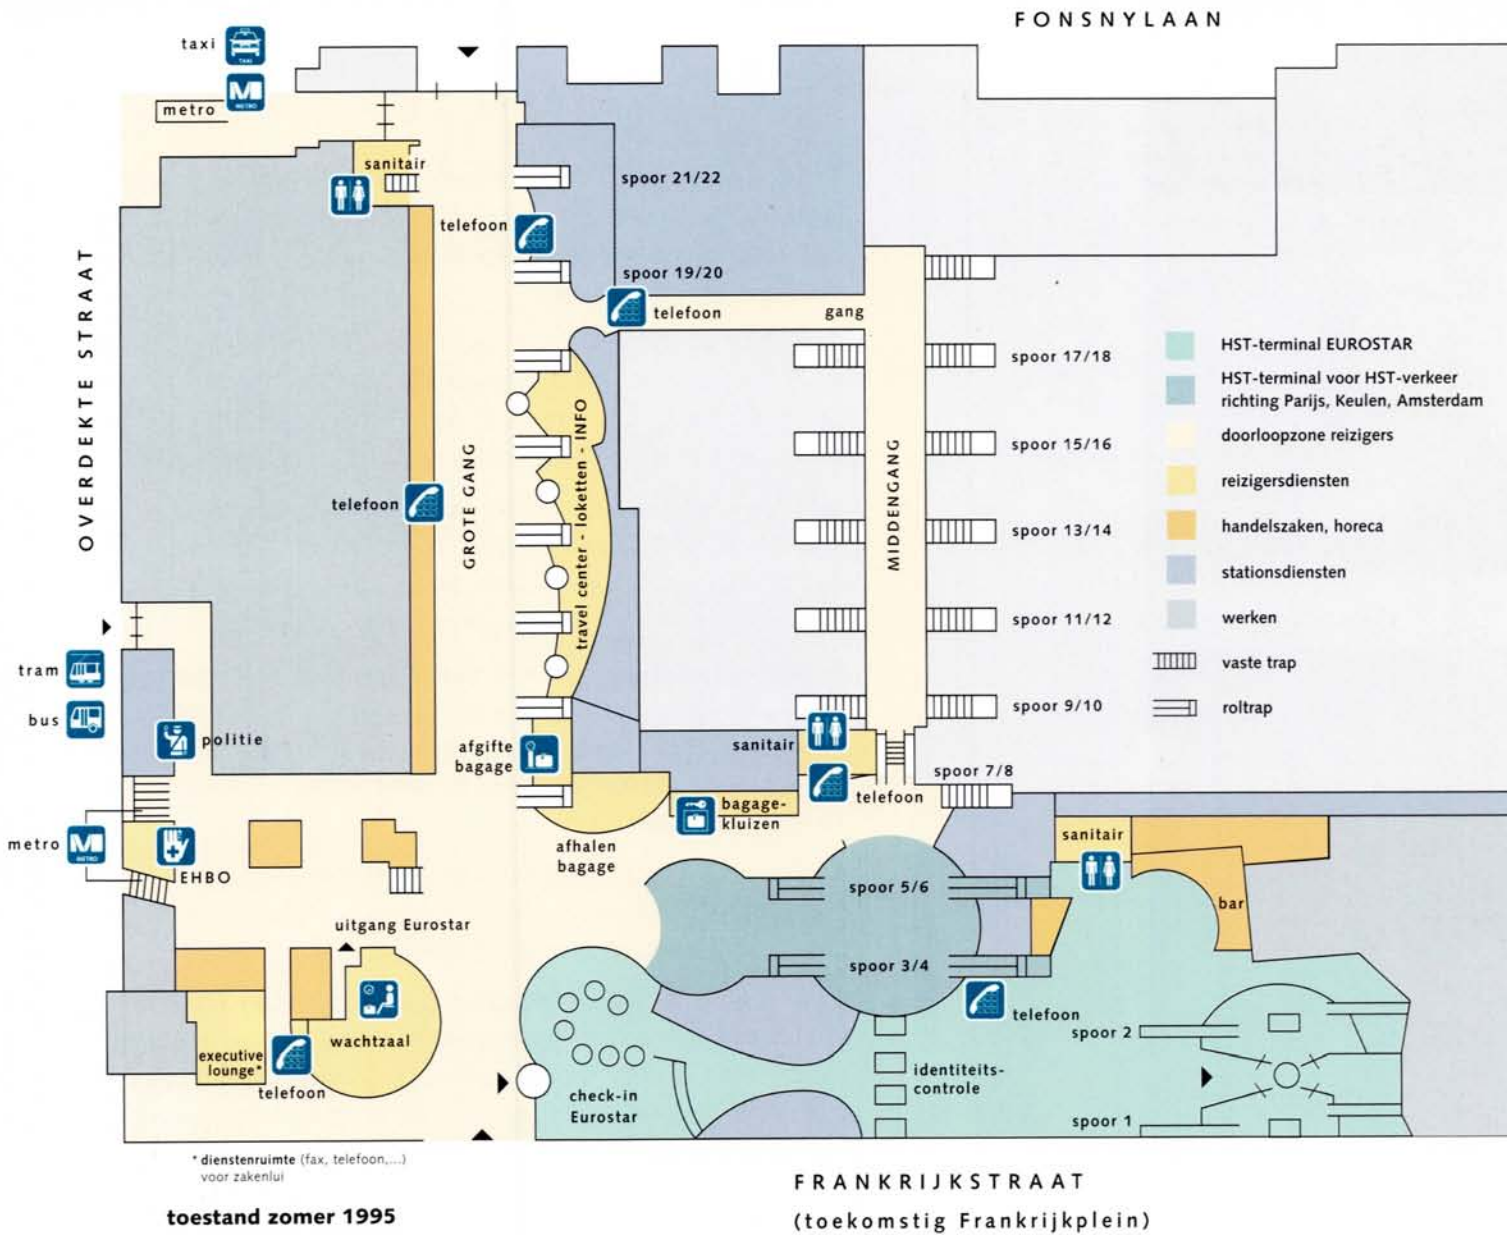 FONSNYLAAN
taxi
TAXI
metro
METRO
sanitair
spoor 21/22
telefoon
spoor 19/20
telefoon
gang
OVERDEKTE STRAAT
GROTE GANG
travel center - loketten - INFO
MIDDENGANG
telefoon
spoor 17/18
spoor 15/16
spoor 13/14
spoor 11/12
spoor 9/10
HST-terminal EUROSTAR
HST-terminal voor HST-verkeer
richting Parijs, Keulen, Amsterdam
doorloopzone reizigers
reizigersdiensten
handelszaken, horeca
stationsdiensten
werken
vaste trap
roltrap
tram
bus
politie
afgifte
bagage
sanitair
spoor 7/8
telefoon
bagage-
kluizen
metro
METRO
EHBO
afhalen
bagage
sanitair
spoor 5/6
bar
uitgang Eurostar
spoor 3/4
telefoon
spoor 2
wachtzaal
executive
lounge*
telefoon
check-in
Eurostar
identiteits-
controle
spoor 1
* dienstenruimte (fax, telefoon,...)
voor zakenlui
toestand zomer 1995
FRANKRIJKSTRAAT
(toekomstig Frankrijkplein)